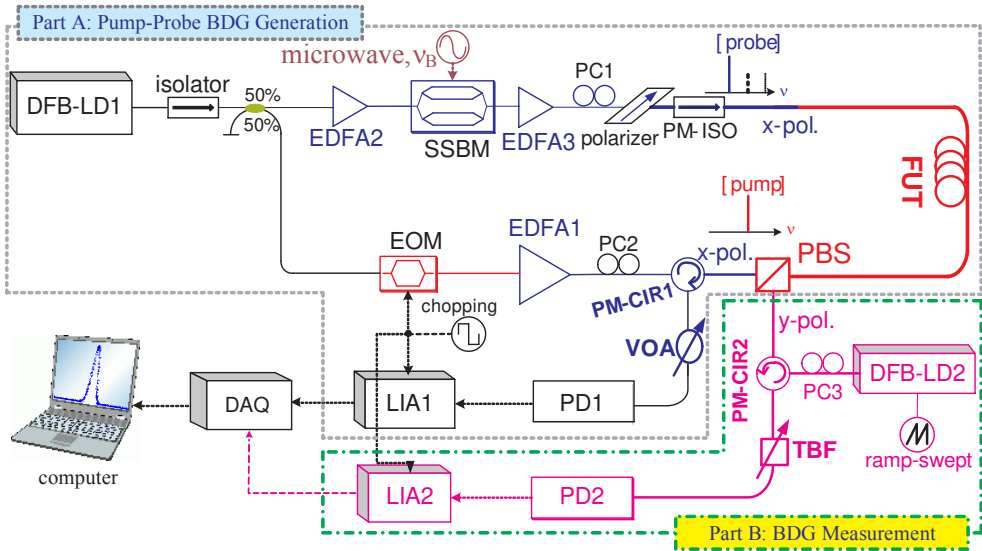 Part A: Pump-Probe BDG Generation
microwave, νB
[ probe]
isolator
50%
50%
PC1
ν
DFB-LD1
EDFA2
SSBM
EDFA3
polarizer
PM-ISO
x-pol.
FUT
[ pump]
ν
EOM
EDFA1
PC2
x-pol.
PBS
PM-CIR1
chopping
VOA
y-pol.
PM-CIR2
PC3
DFB-LD2
ramp-swept
DAQ
LIA1
PD1
computer
TBF
LIA2
PD2
Part B: BDG Measurement